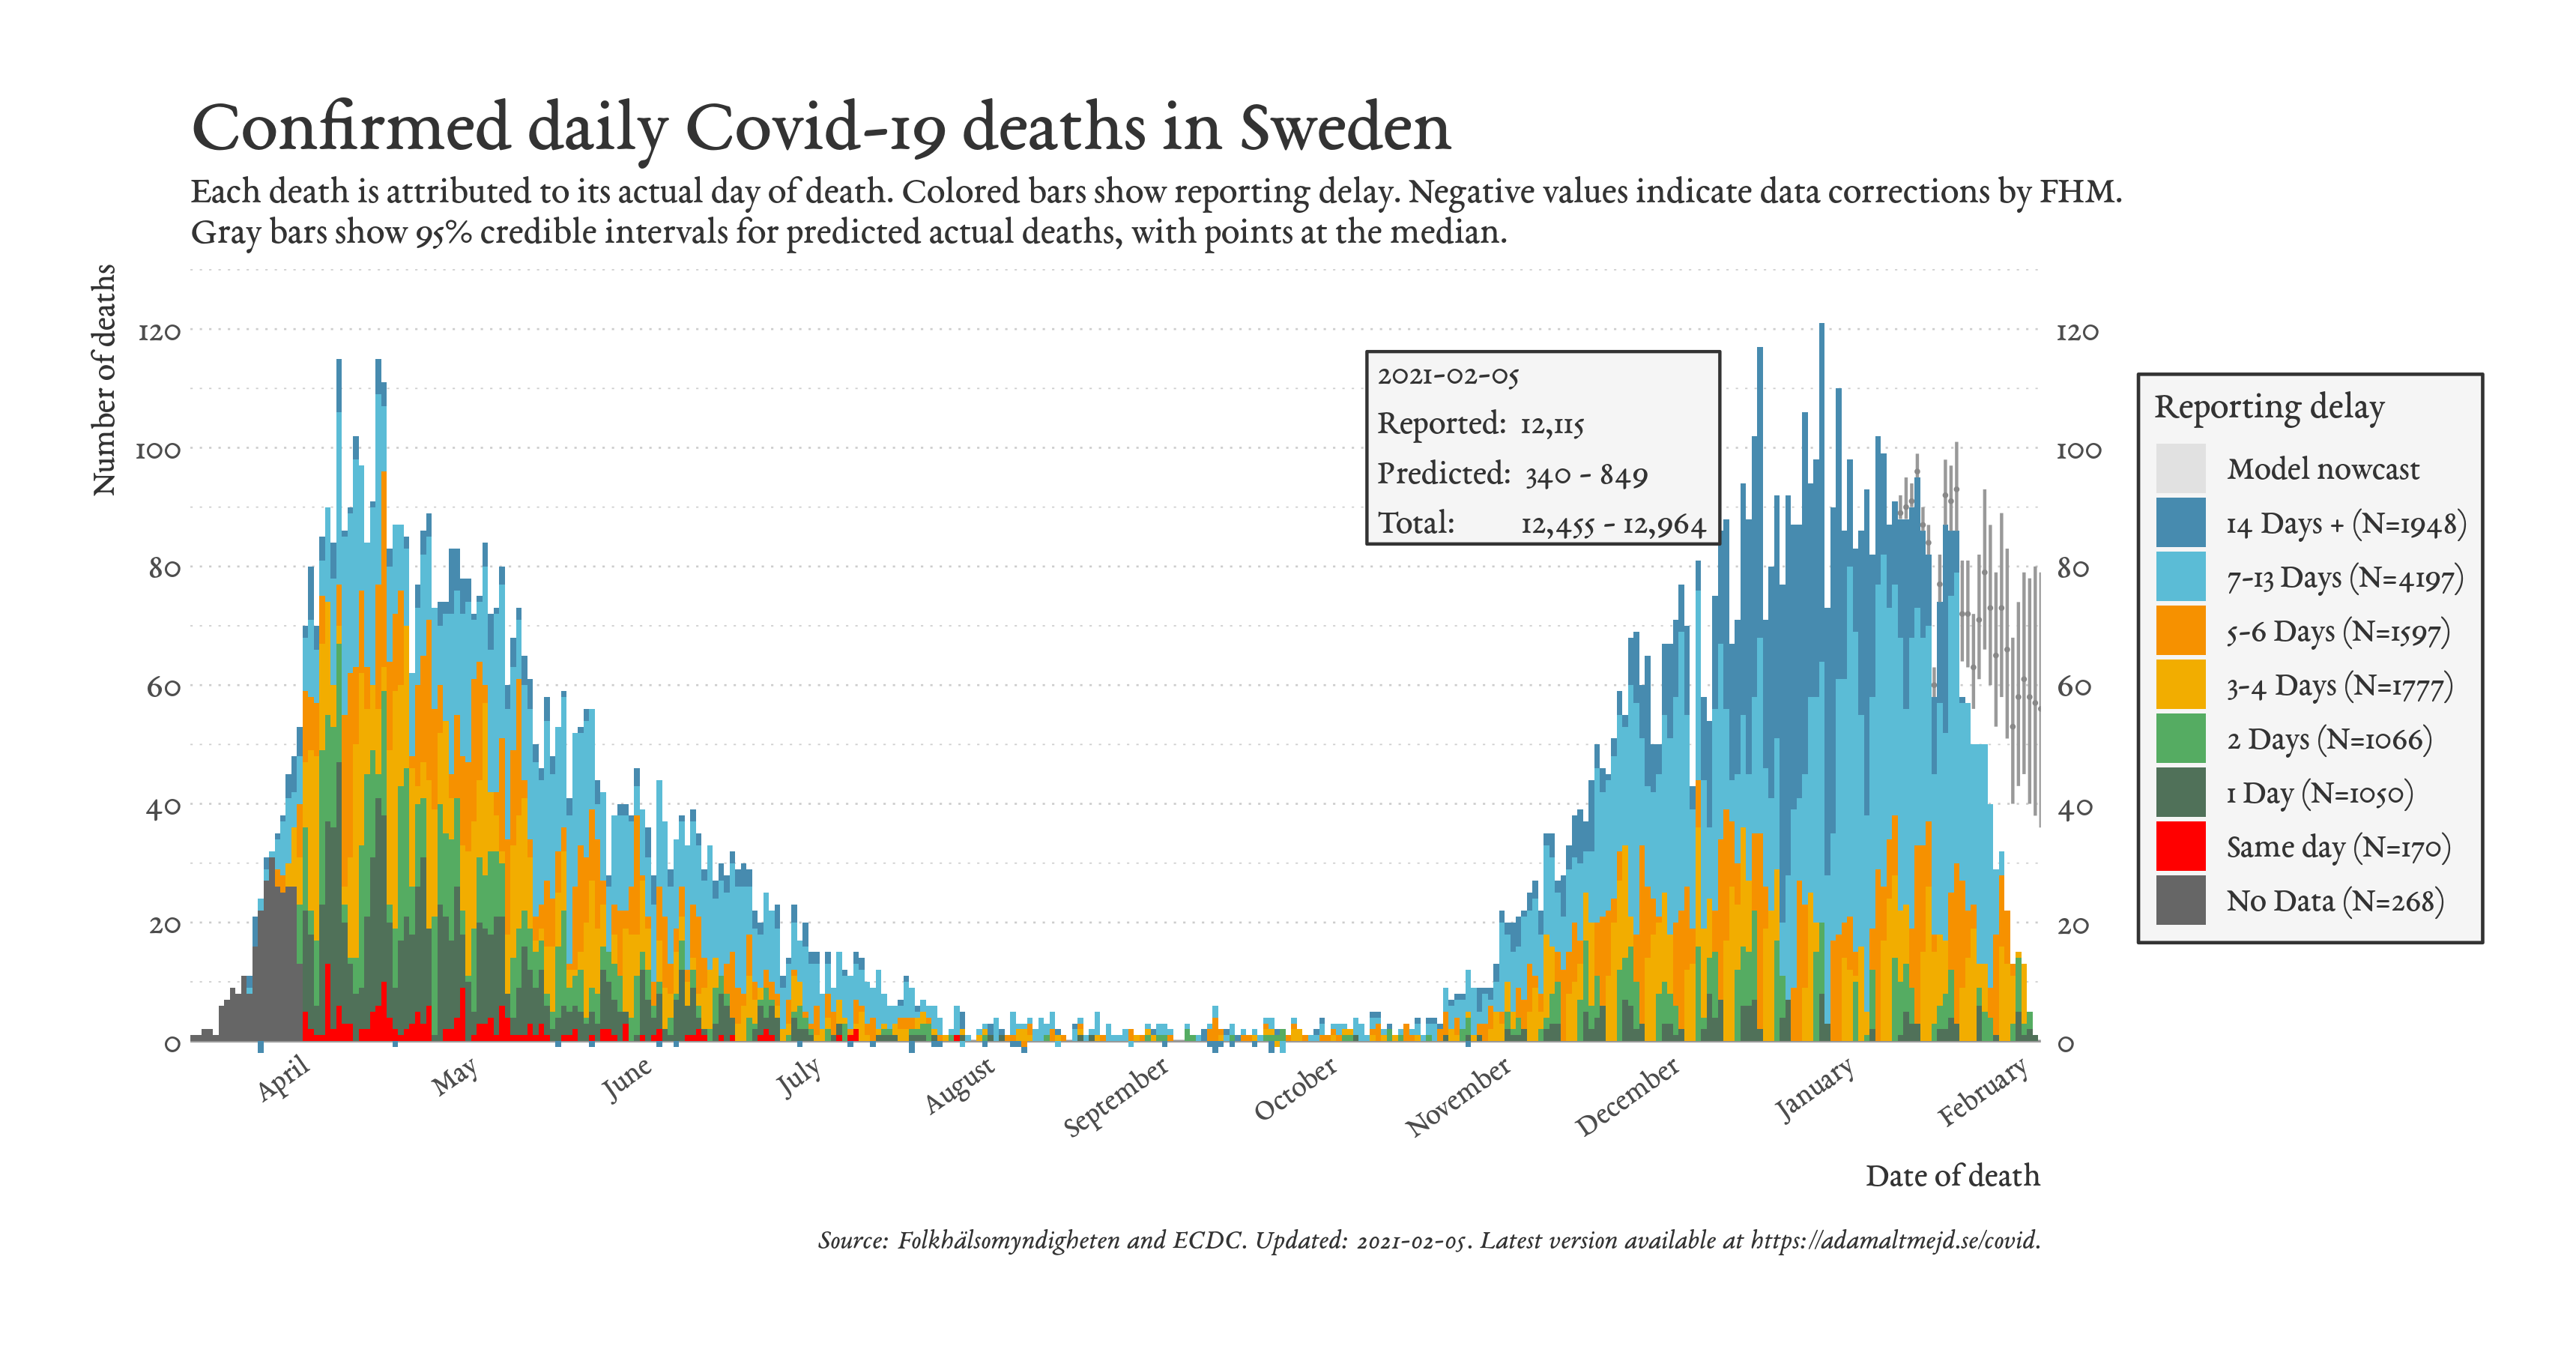 Confirmed daily Covid-19 deaths in Sweden
Each death is attributed to its actual day of death. Colored bars show reporting delay. Negative values indicate data corrections by FHM.
Gray bars show 95% credible intervals for predicted actual deaths, with points at the median.
Number of deaths
120
100
80
60
40
20
0
2021-02-05
Reported: 12,115
Predicted: 340 - 849
Total: 12,455 - 12,964
120
100
80
60
40
20
0
Reporting delay
Model nowcast
14 Days + (N=1948)
7-13 Days (N=4197)
5-6 Days (N=1597)
3-4 Days (N=1777)
2 Days (N=1066)
1 Day (N=1050)
Same day (N=170)
No Data (N=268)
April
May
June
July
August
September
October
November
December
January
February
Date of death
Source: Folkhälsomyndigheten and ECDC. Updated: 2021-02-05. Latest version available at https://adamaltmejd.se/covid.